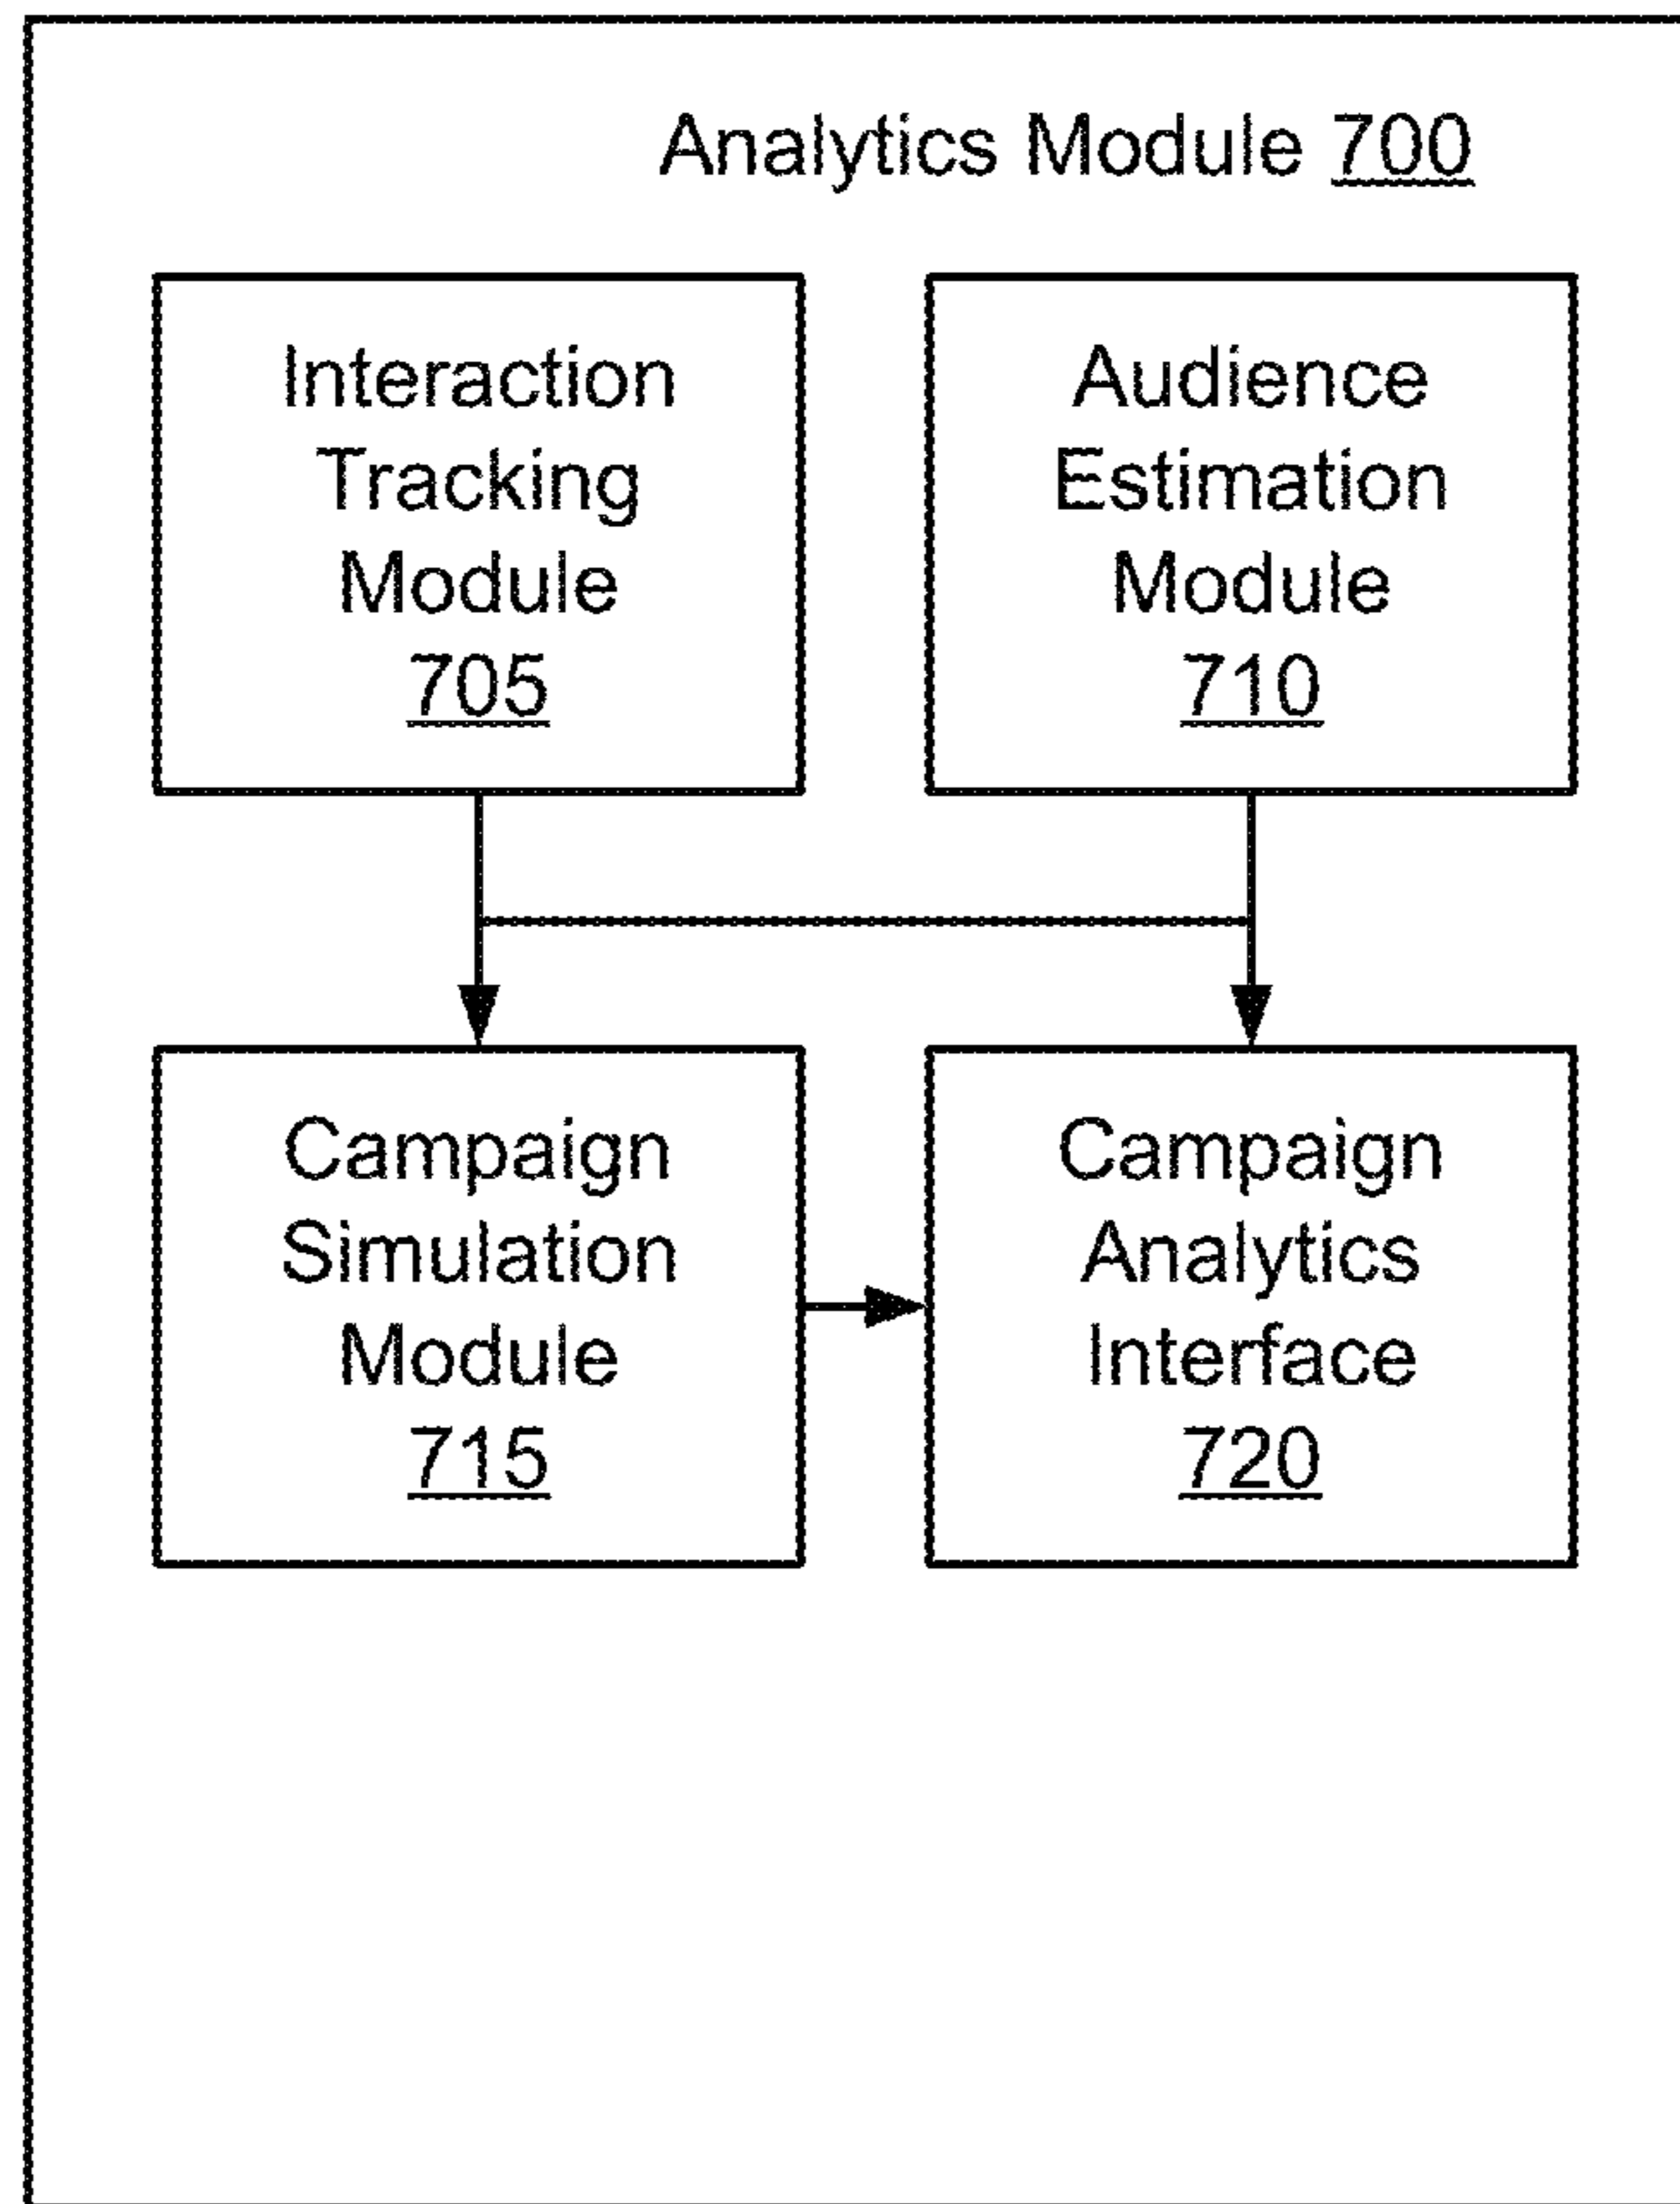 Analytics Module 700
Interaction
Tracking
Module
705
Audience
Estimation
Module
710
Campaign
Simulation
Module
715
Campaign
Analytics
Interface
720